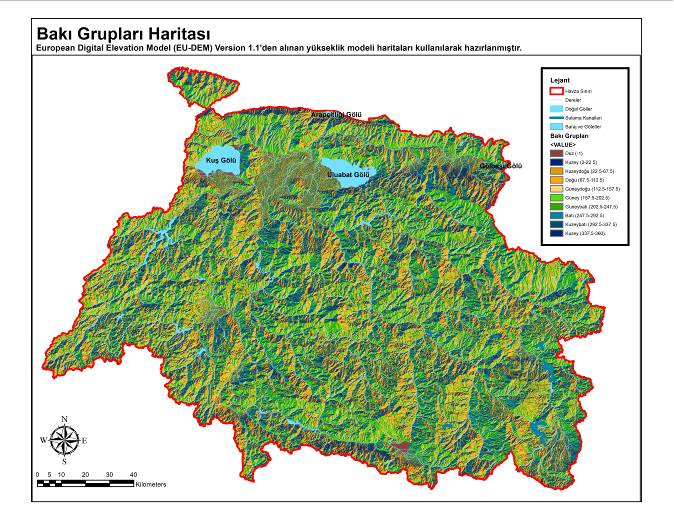 Bakı Grupları Haritası
European Digital Elevation Model (EU-DEM) Version 1.1'den alınan yükseklik modeli haritaları kullanılarak hazırlanmıştır.
Arapçiftliği Gölü
Kuş Gölü
Uluabat Gölü
Gölü
Lejant
Havza Sınırı
Dereler
Doğal Göller
Sulama Kanalları
Baraj ve Göletler
Bakı Grupları
<VALUE>
Düz (-1)
Kuzey (0-22.5)
Kuzeydoğu (22.5-67.5)
Doğu (67.5-112.5)
Güneydoğu (112.5-157.5)
Güney (157.5-202.5)
Güneybatı (202.5-247.5)
Batı (247.5-292.5)
Kuzeybatı (292.5-337.5)
Kuzey (337.5-360)
N
W E
S
0 5 10 20 30 40
Kilometers